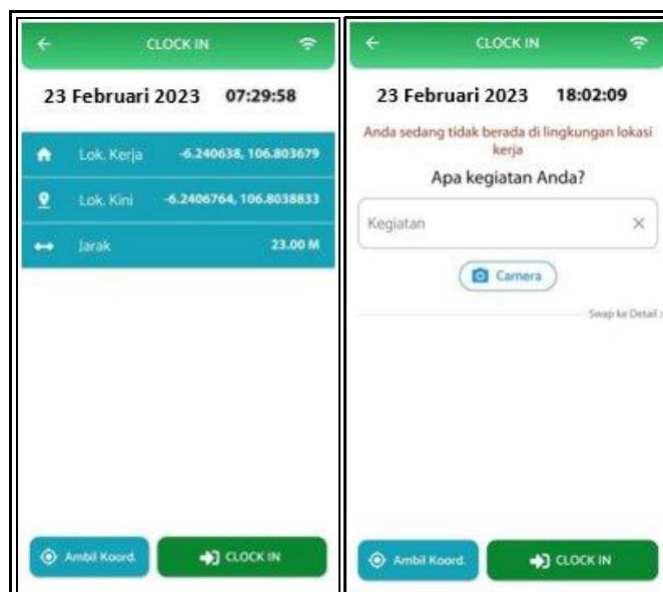 CLOCK IN
23 Februari 2023 07:29:58
Lok. Kerja -6.240638, 106.803679
Lok. Kini -6.2406764, 106.8038833
Jarak 23.00 M
Ambil Koord. CLOCK IN
CLOCK IN
23 Februari 2023 18:02:09
Anda sedang tidak berada di lingkungan lokasi
kerja
Apa kegiatan Anda?
Kegiatan
Camera
Swap ke Detail
Ambil Koord. CLOCK IN